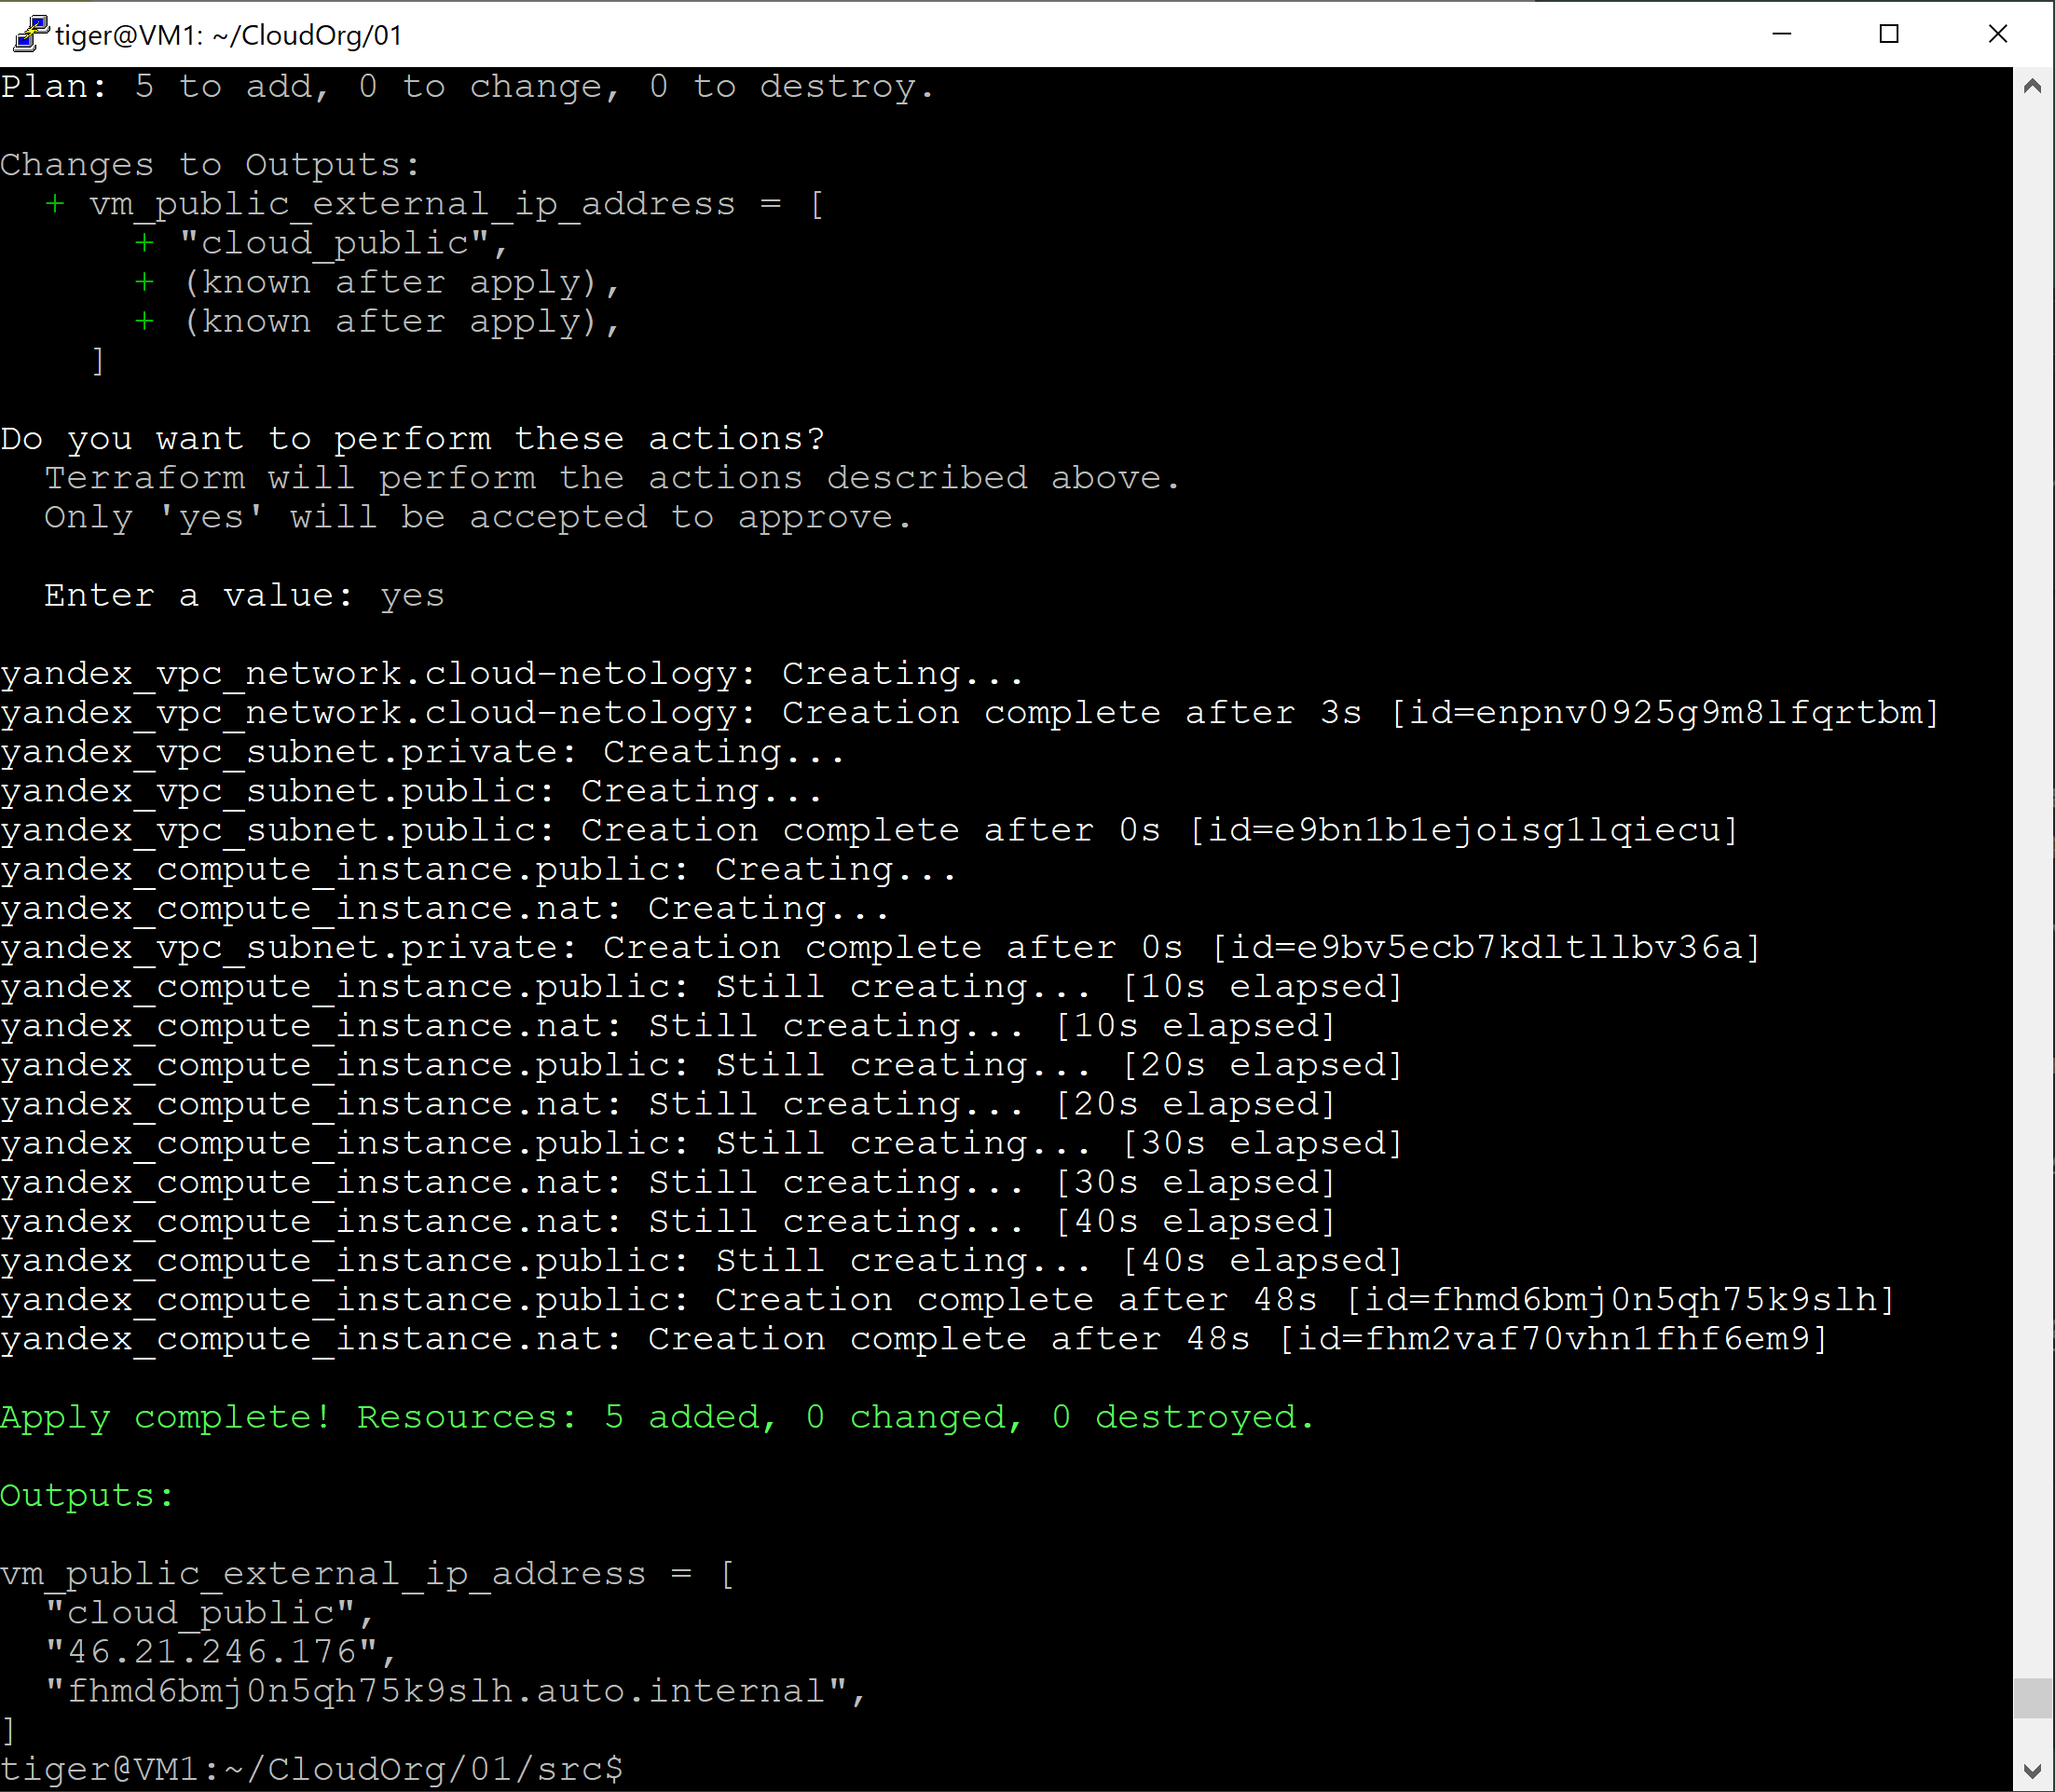 tiger@VM1: ~/CloudOrg/01
Plan: 5 to add, 0 to change, 0 to destroy.
Changes to Outputs:
  + vm_public_external_ip_address = [
      + "cloud_public",
      + (known after apply),
      + (known after apply),
    ]
Do you want to perform these actions?
  Terraform will perform the actions described above.
  Only 'yes' will be accepted to approve.
  Enter a value: yes
yandex_vpc_network.cloud-netology: Creating...
yandex_vpc_network.cloud-netology: Creation complete after 3s [id=enpnv0925g9m8lfqrtbm]
yandex_vpc_subnet.private: Creating...
yandex_vpc_subnet.public: Creating...
yandex_vpc_subnet.public: Creation complete after 0s [id=e9bn1b1ejoisg1lqiecu]
yandex_compute_instance.public: Creating...
yandex_compute_instance.nat: Creating...
yandex_vpc_subnet.private: Creation complete after 0s [id=e9bv5ecb7kdltllbv36a]
yandex_compute_instance.public: Still creating... [10s elapsed]
yandex_compute_instance.nat: Still creating... [10s elapsed]
yandex_compute_instance.public: Still creating... [20s elapsed]
yandex_compute_instance.nat: Still creating... [20s elapsed]
yandex_compute_instance.public: Still creating... [30s elapsed]
yandex_compute_instance.nat: Still creating... [30s elapsed]
yandex_compute_instance.nat: Still creating... [40s elapsed]
yandex_compute_instance.public: Still creating... [40s elapsed]
yandex_compute_instance.public: Creation complete after 48s [id=fhmd6bmj0n5qh75k9slh]
yandex_compute_instance.nat: Creation complete after 48s [id=fhm2vaf70vhn1fhf6em9]
Apply complete! Resources: 5 added, 0 changed, 0 destroyed.
Outputs:
vm_public_external_ip_address = [
  "cloud_public",
  "46.21.246.176",
  "fhmd6bmj0n5qh75k9slh.auto.internal",
]
tiger@VM1:~/CloudOrg/01/src$